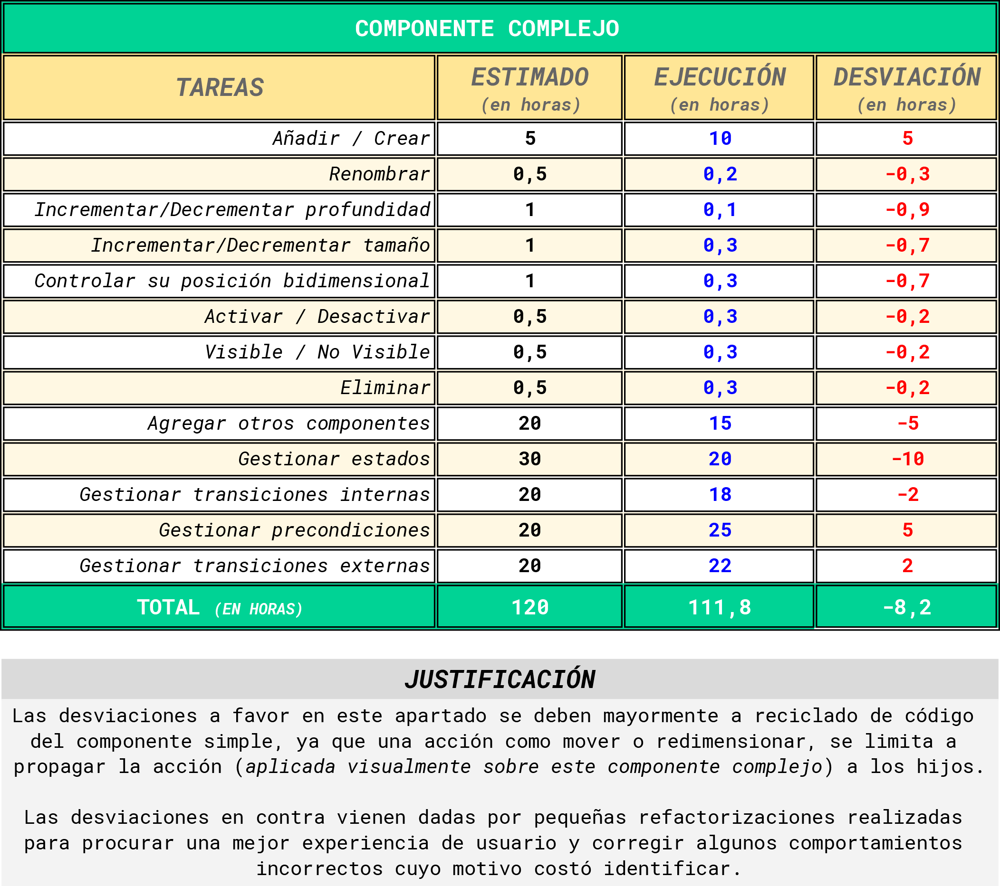 COMPONENTE COMPLEJO
TAREAS ESTIMADO (en horas) EJECUCIÓN (en horas) DESVIACIÓN (en horas)
Añadir / Crear 5 10 5
Renombrar 0,5 0,2 -0,3
Incrementar/Decrementar profundidad 1 0,1 -0,9
Incrementar/Decrementar tamaño 1 0,3 -0,7
Controlar su posición bidimensional 1 0,3 -0,7
Activar / Desactivar 0,5 0,3 -0,2
Visible / No Visible 0,5 0,3 -0,2
Eliminar 0,5 0,3 -0,2
Agregar otros componentes 20 15 -5
Gestionar estados 30 20 -10
Gestionar transiciones internas 20 18 -2
Gestionar precondiciones 20 25 5
Gestionar transiciones externas 20 22 2
TOTAL (EN HORAS) 120 111,8 -8,2
JUSTIFICACIÓN
Las desviaciones a favor en este apartado se deben mayormente a reciclado de código
del componente simple, ya que una acción como mover o redimensionar, se limita a
propagar la acción (aplicada visualmente sobre este componente complejo) a los hijos.
Las desviaciones en contra vienen dadas por pequeñas refactorizaciones realizadas
para procurar una mejor experiencia de usuario y corregir algunos comportamientos
incorrectos cuyo motivo costó identificar.